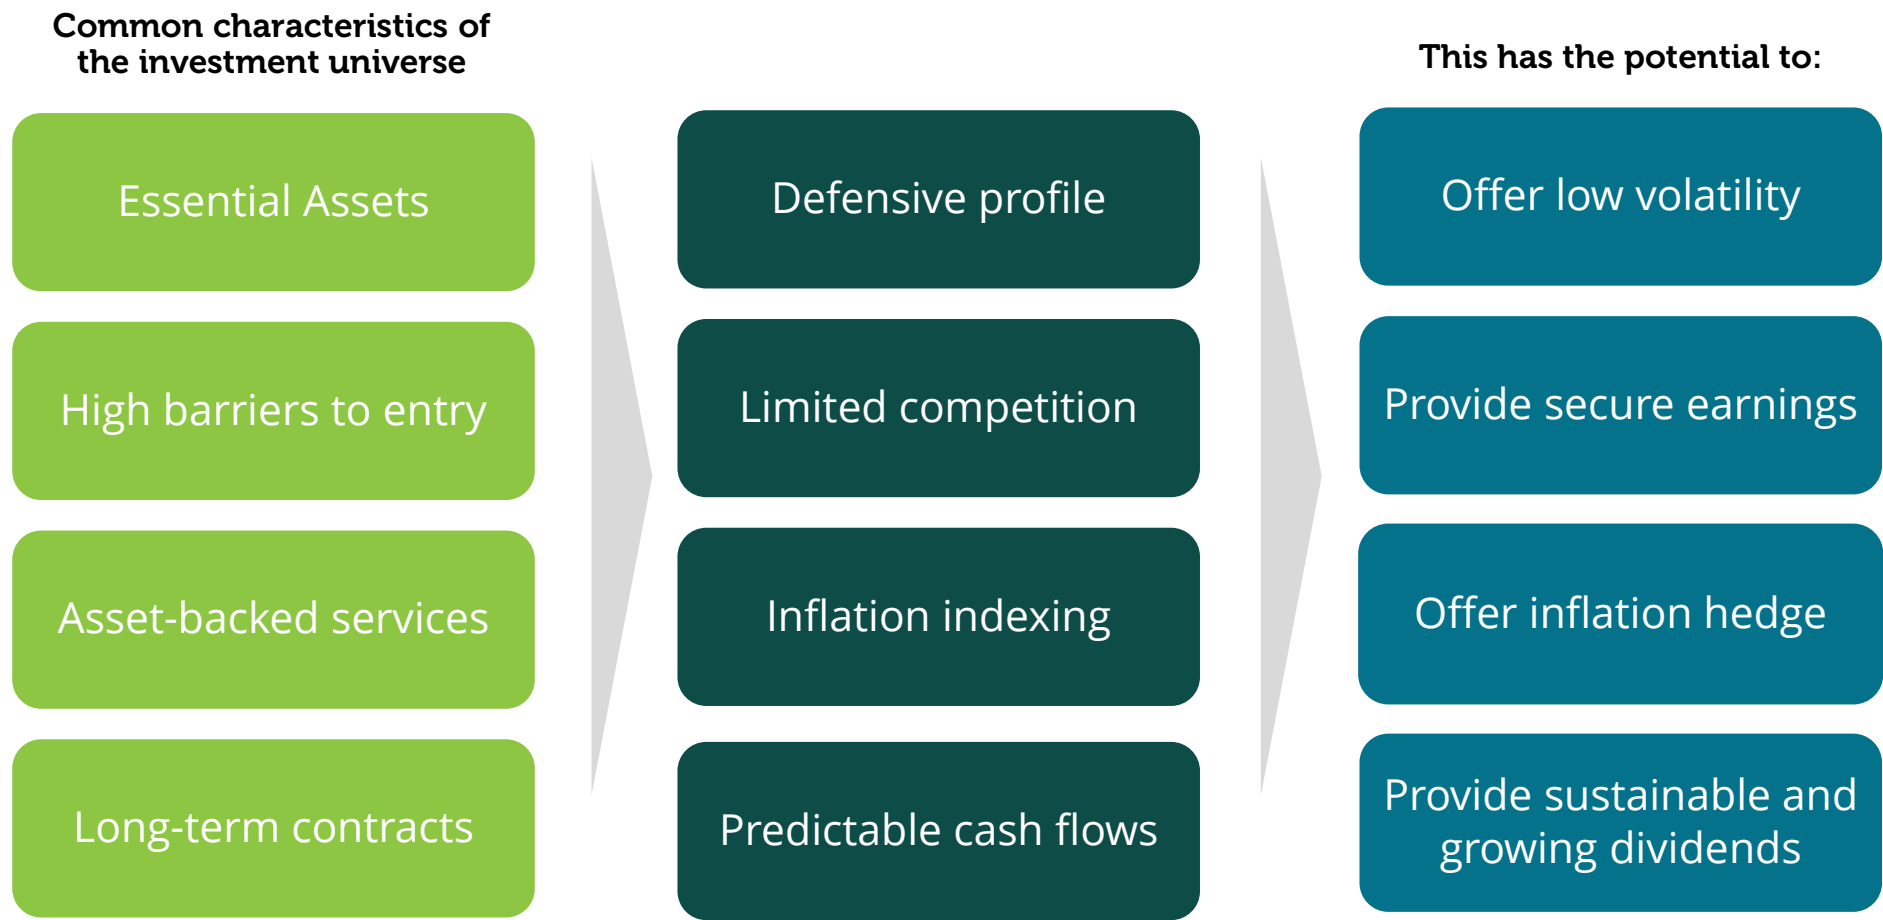 Common characteristics of
the investment universe
This has the potential to:
Essential Assets
Defensive profile
Offer low volatility
High barriers to entry
Limited competition
Provide secure earnings
Asset-backed services
Inflation indexing
Offer inflation hedge
Long-term contracts
Predictable cash flows
Provide sustainable and
growing dividends